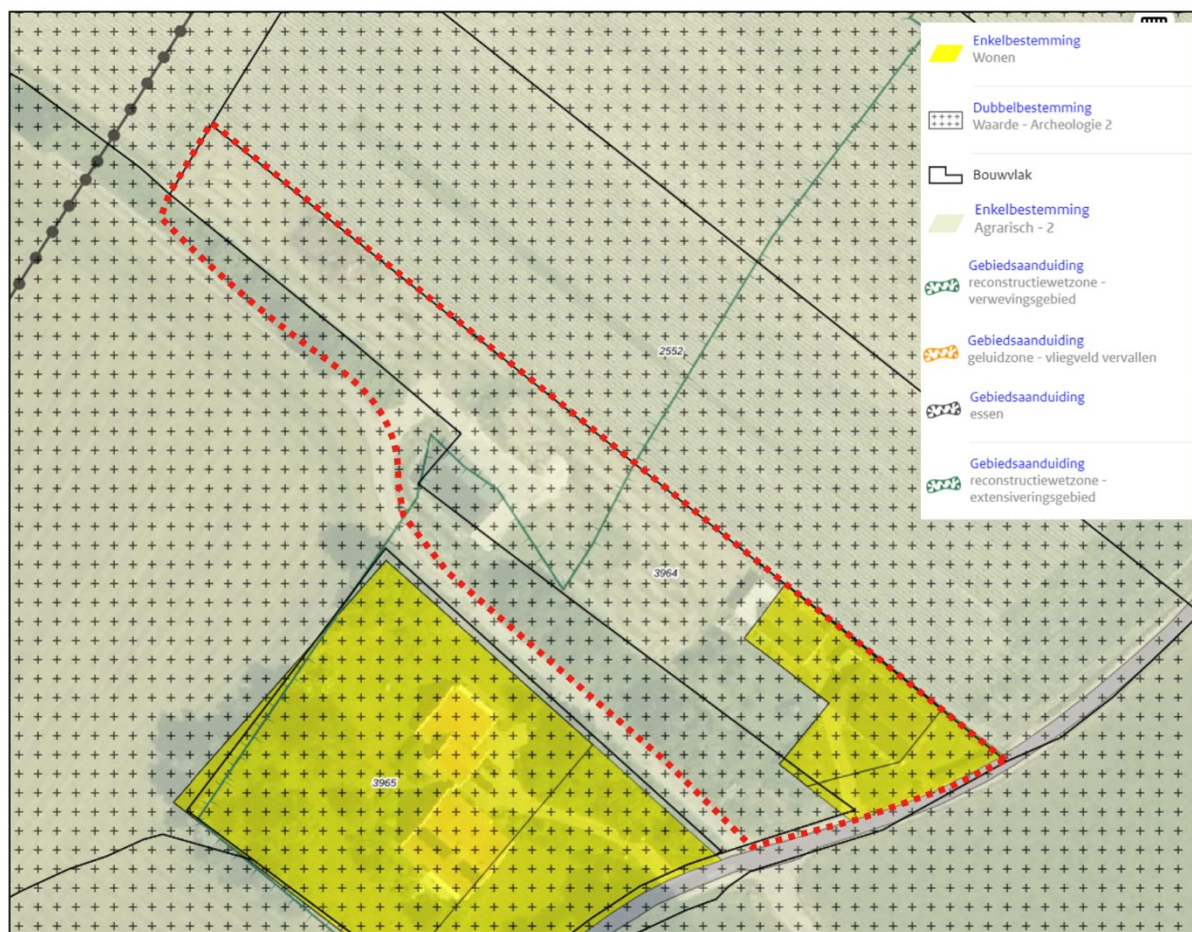 Enkelbestemming
Wonen
Dubbelbestemming
Waarde - Archeologie 2
Bouwvlak
Enkelbestemming
Agrarisch - 2
Gebiedsaanduiding
reconstructiewetzone -
verwevingsgebied
Gebiedsaanduiding
geluidzone - vliegveld vervallen
Gebiedsaanduiding
essen
Gebiedsaanduiding
reconstructiewetzone -
extensiveringsgebied
2552
3964
3965